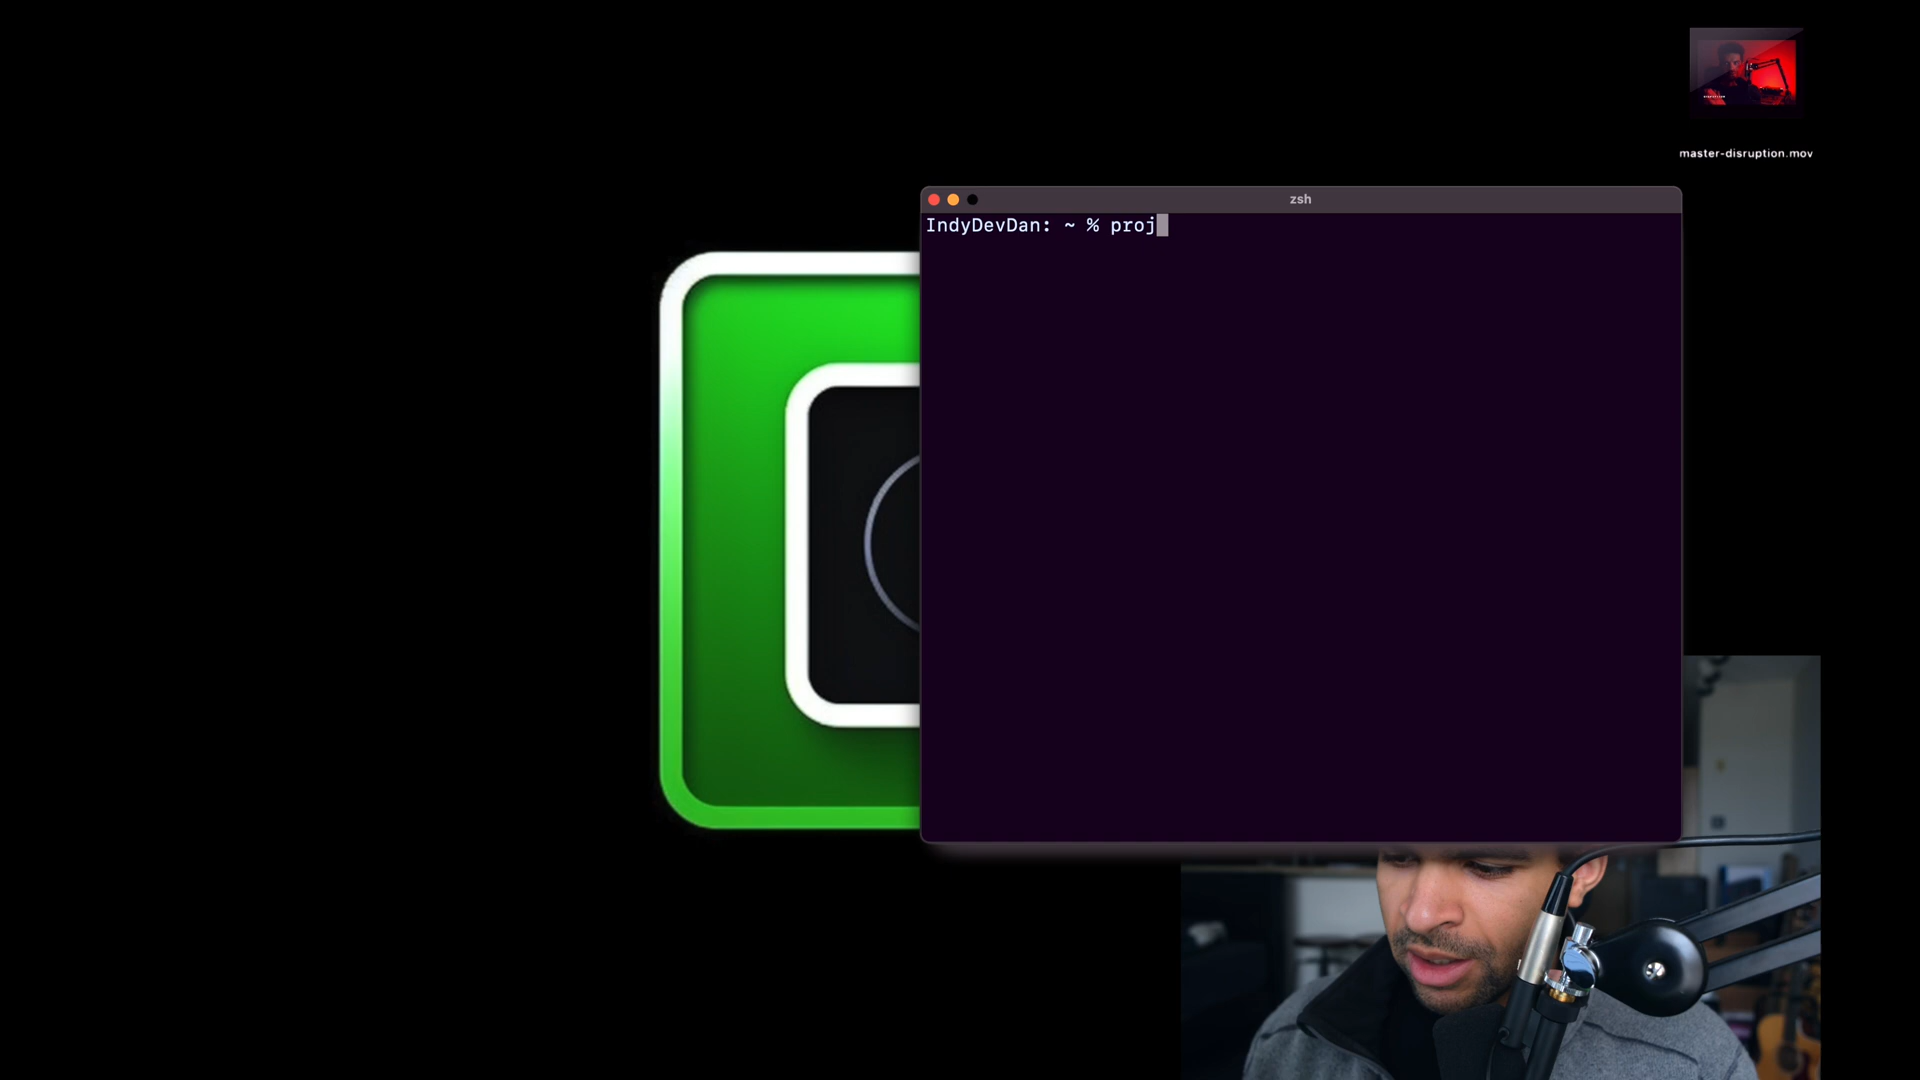 master-disruption.mov
zsh
IndyDevDan: ~ % proj